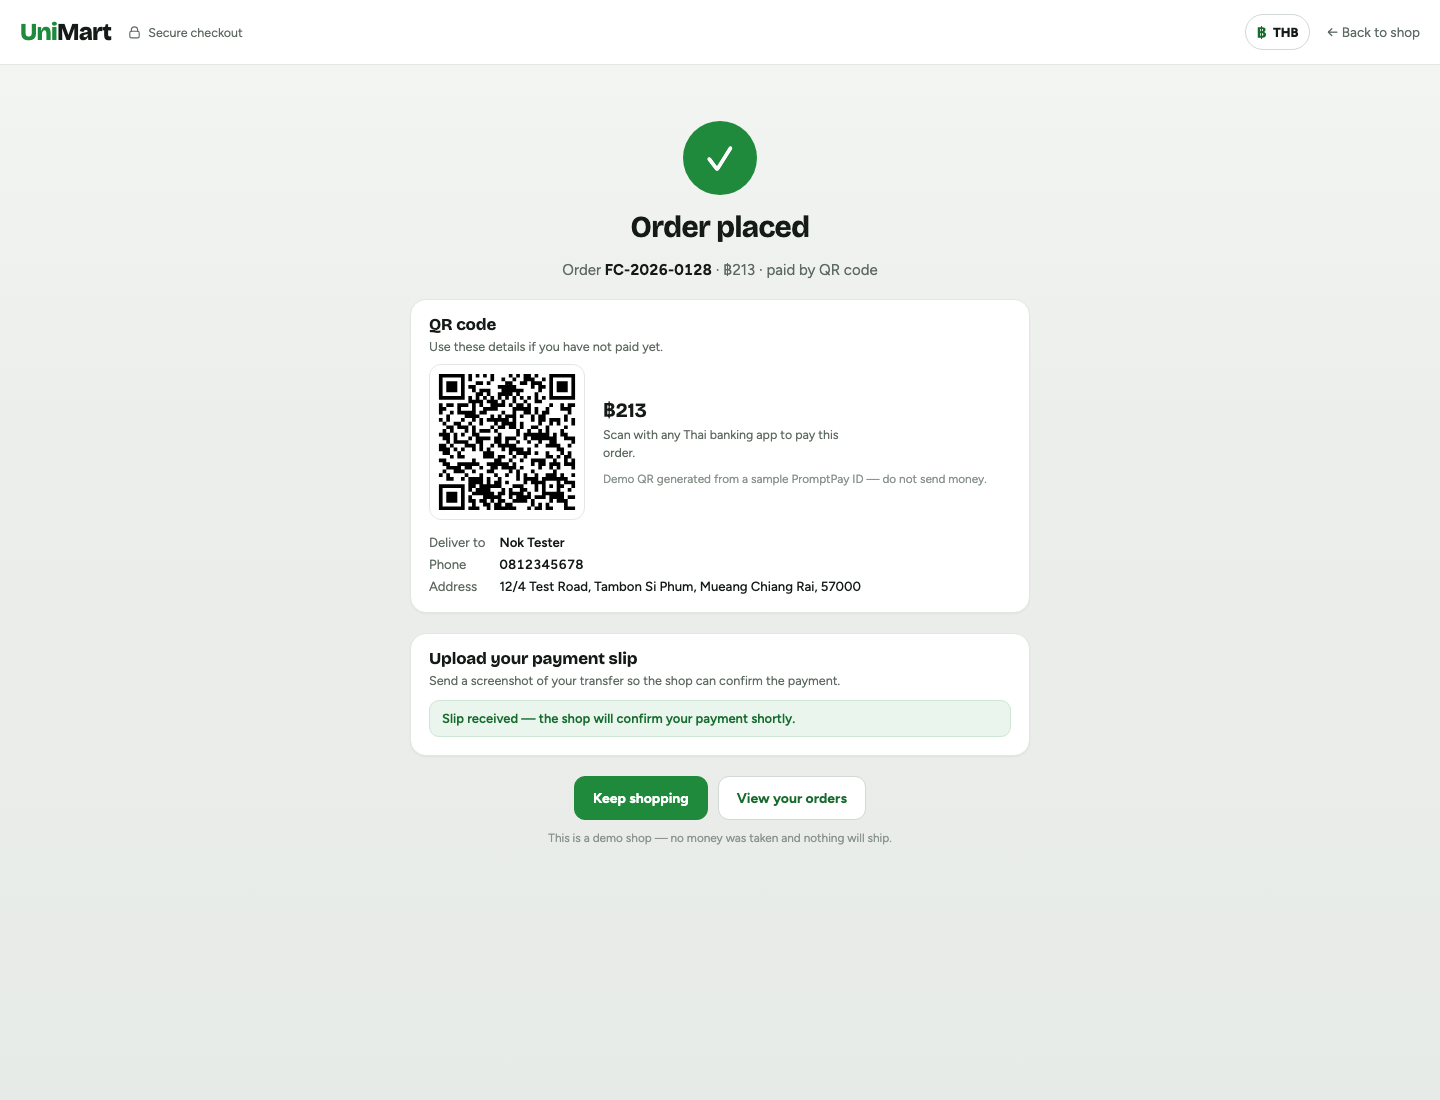 UniMart
Secure checkout
฿ THB
← Back to shop
Order placed
Order FC-2026-0128 · ฿213 · paid by QR code
QR code
Use these details if you have not paid yet.
฿213
Scan with any Thai banking app to pay this
order.
Demo QR generated from a sample PromptPay ID — do not send money.
Deliver to Nok Tester
Phone 0812345678
Address 12/4 Test Road, Tambon Si Phum, Mueang Chiang Rai, 57000
Upload your payment slip
Send a screenshot of your transfer so the shop can confirm the payment.
Slip received — the shop will confirm your payment shortly.
Keep shopping
View your orders
This is a demo shop — no money was taken and nothing will ship.